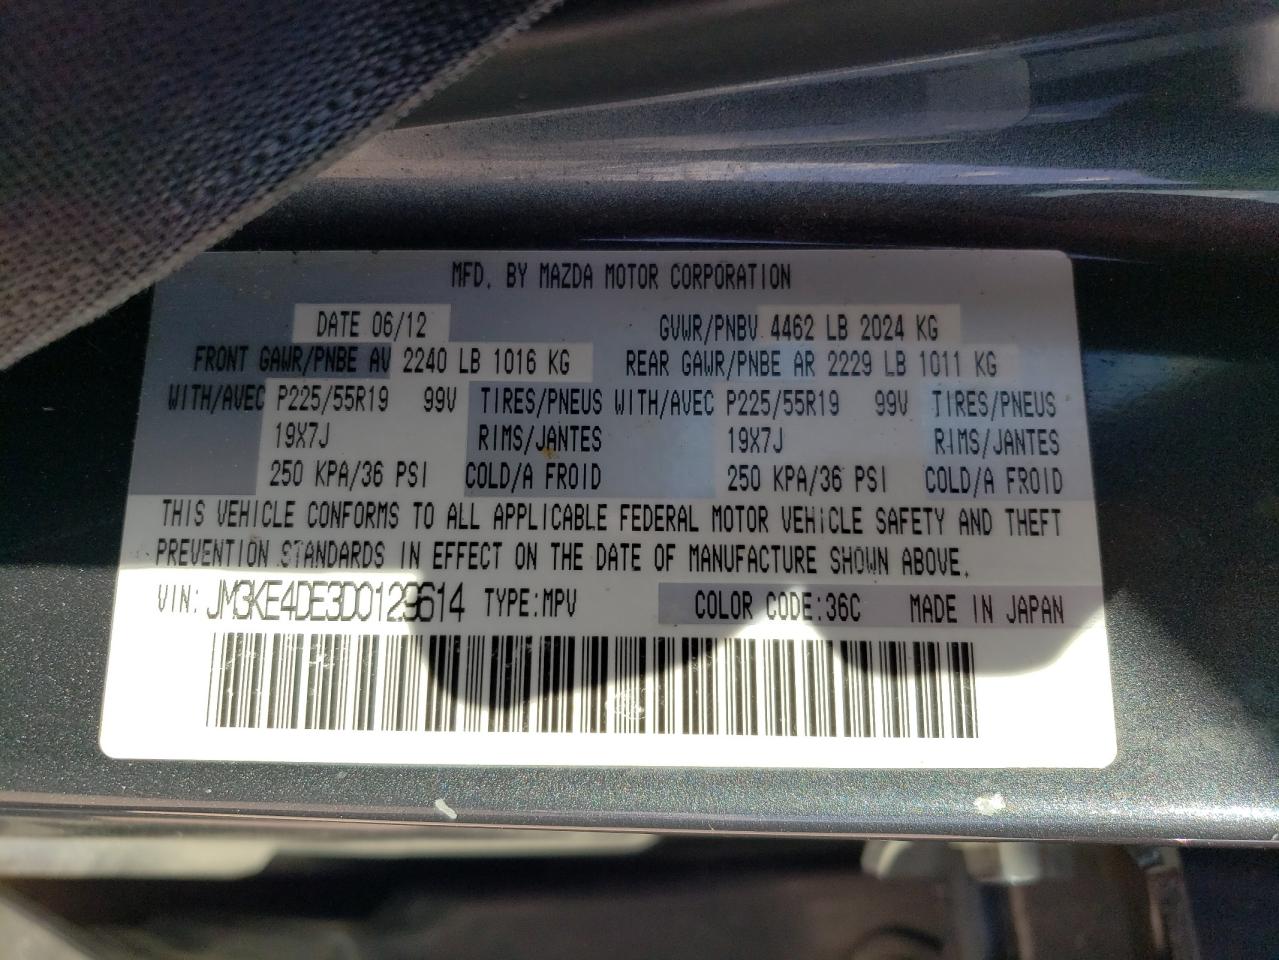 MFD. BY MAZDA MOTOR CORPORATION
DATE 06/12 GVWR/PNBV 4462 LB 2024 KG
FRONT GAWR/PNBE AV 2240 LB 1016 KG REAR GAWR/PNBE AR 2229 LB 1011 KG
WITH/AVEC P225/55R19 99V TIRES/PNEUS WITH/AVEC P225/55R19 99V TIRES/PNEUS
19X7J RIMS/JANTES 19X7J RIMS/JANTES
250 KPA/36 PSI COLD/A FROID 250 KPA/36 PSI COLD/A FROID
THIS VEHICLE CONFORMS TO ALL APPLICABLE FEDERAL MOTOR VEHICLE SAFETY AND THEFT
PREVENTION STANDARDS IN EFFECT ON THE DATE OF MANUFACTURE SHOWN ABOVE.
VIN: JM3KE4DE3D0129614 TYPE:MPV COLOR CODE:36C MADE IN JAPAN